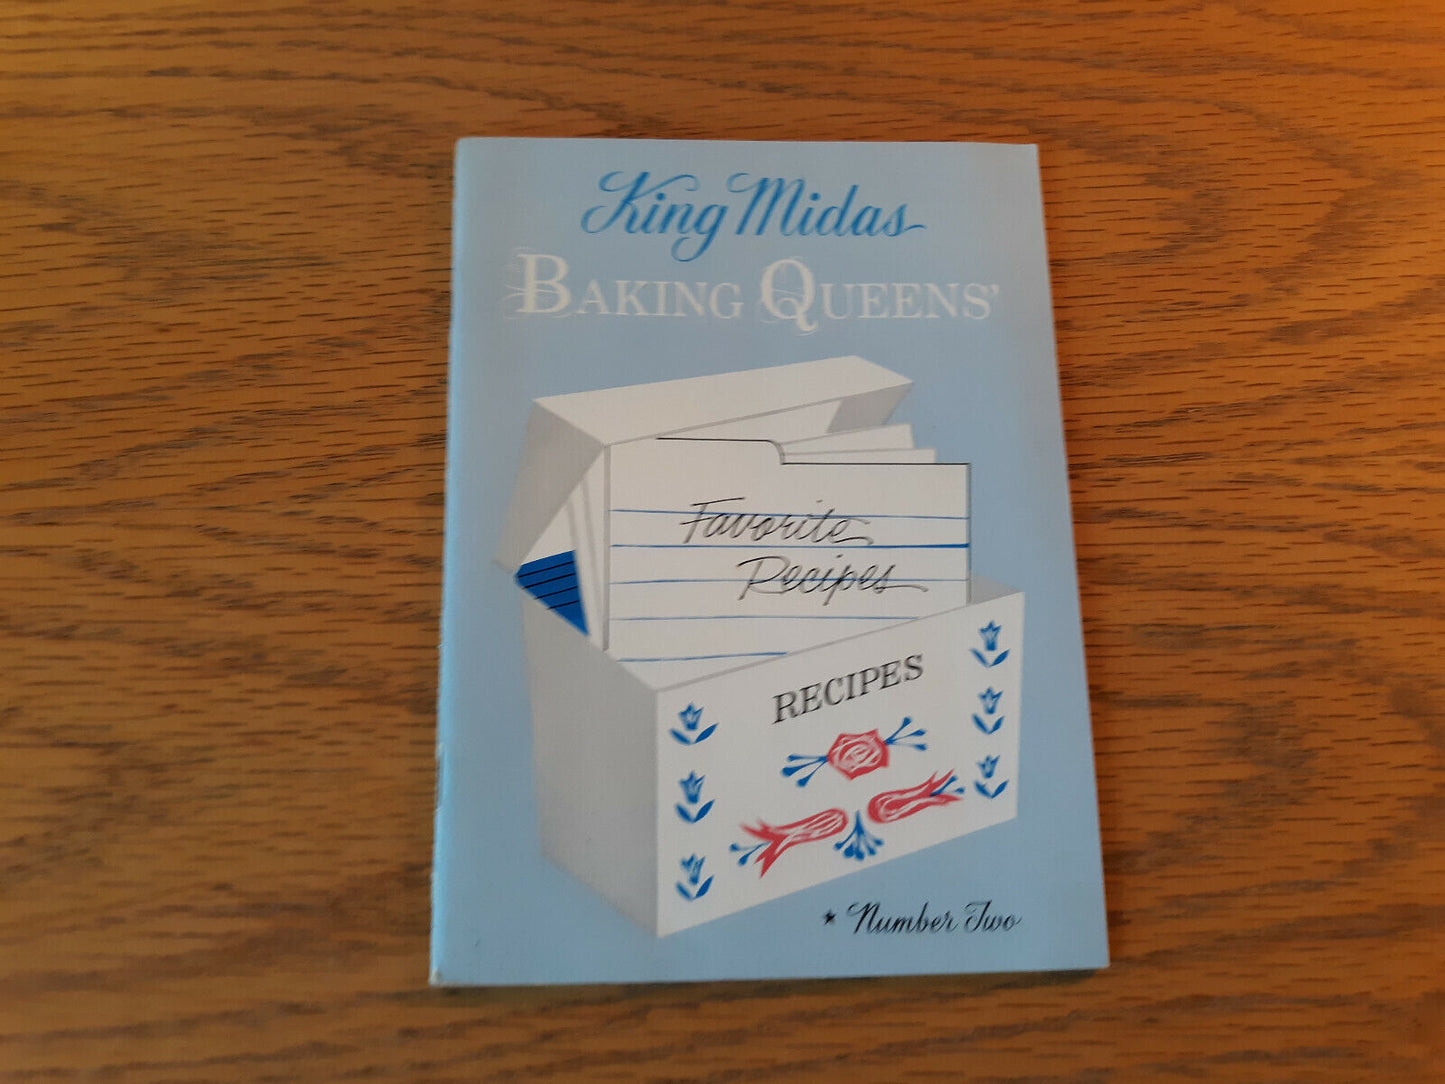 King Midas
BAKING QUEENS'
Favorite
Recipes
RECIPES
* Number Two